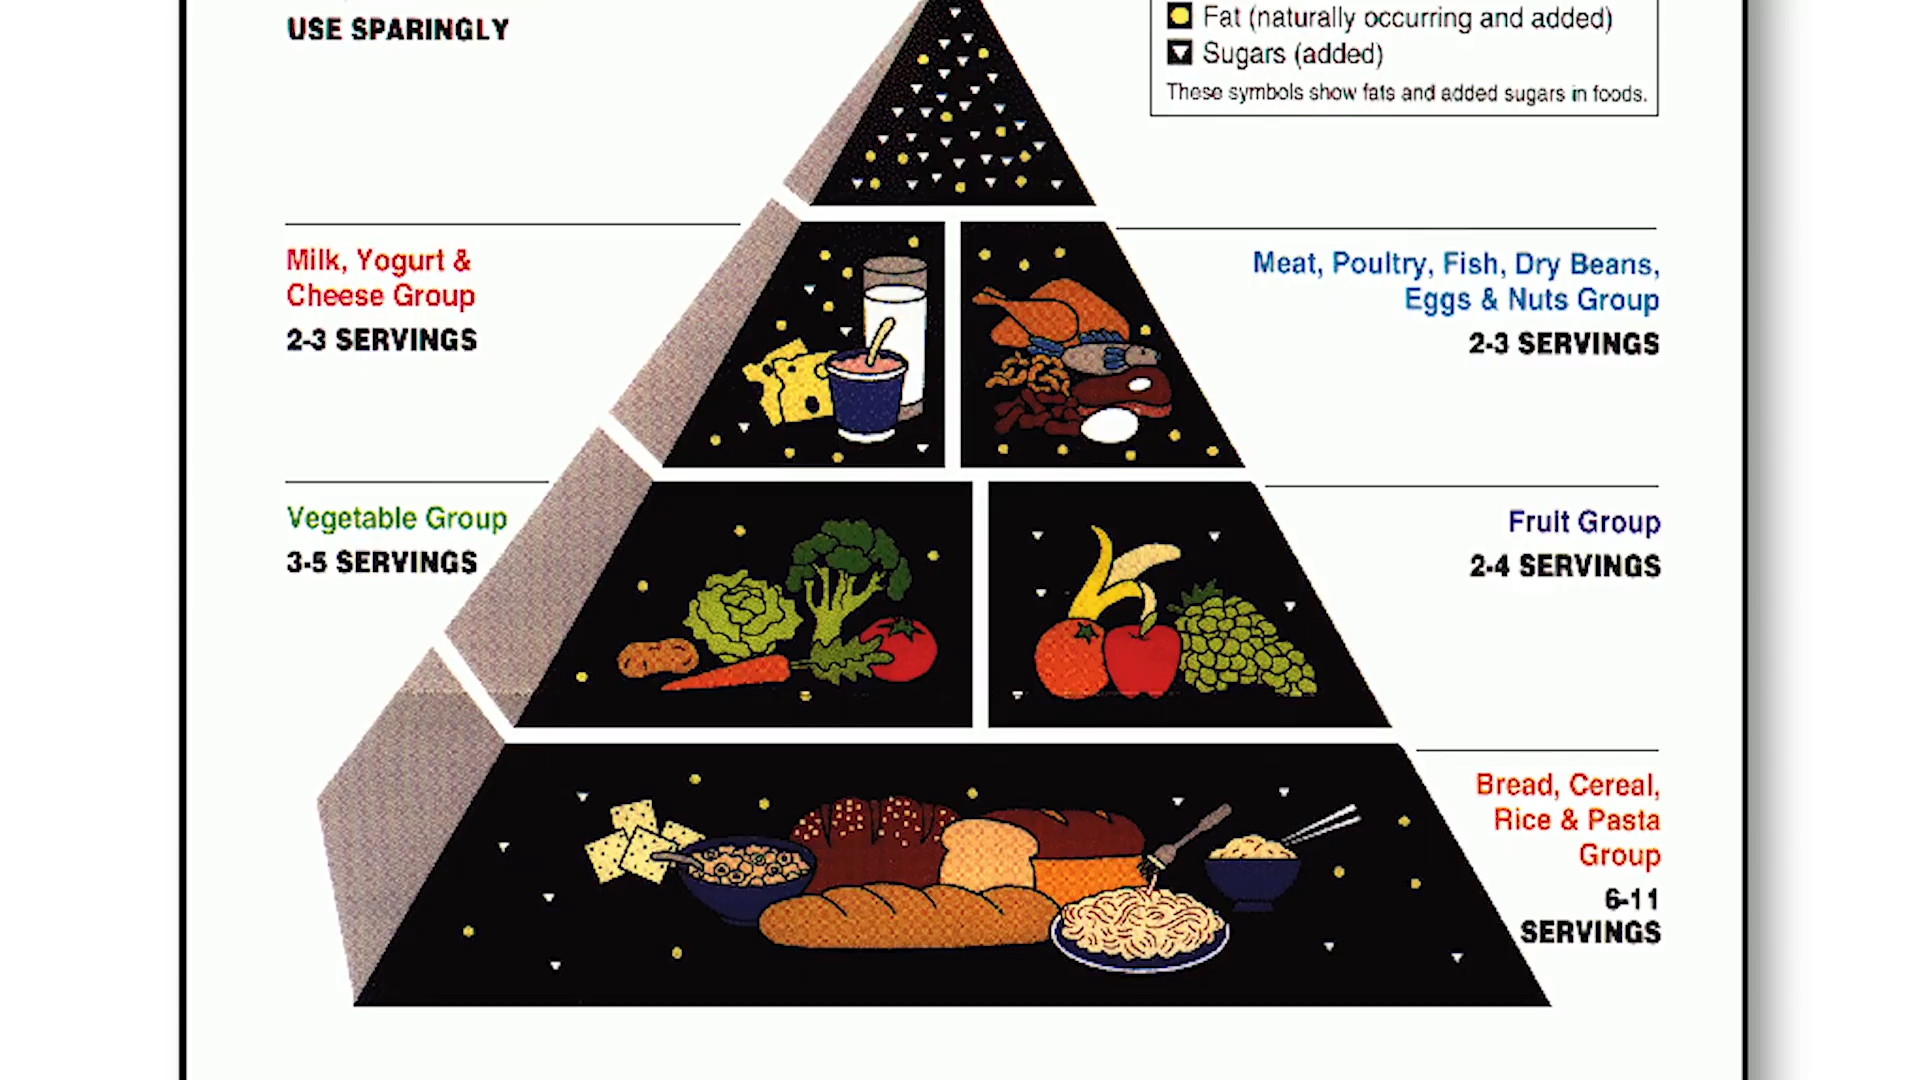 USE SPARINGLY
Fat (naturally occurring and added)
Sugars (added)
These symbols show fats and added sugars in foods.
Milk, Yogurt &
Cheese Group
2-3 SERVINGS
Meat, Poultry, Fish, Dry Beans,
Eggs & Nuts Group
2-3 SERVINGS
Vegetable Group
3-5 SERVINGS
Fruit Group
2-4 SERVINGS
Bread, Cereal,
Rice & Pasta
Group
6-11
SERVINGS